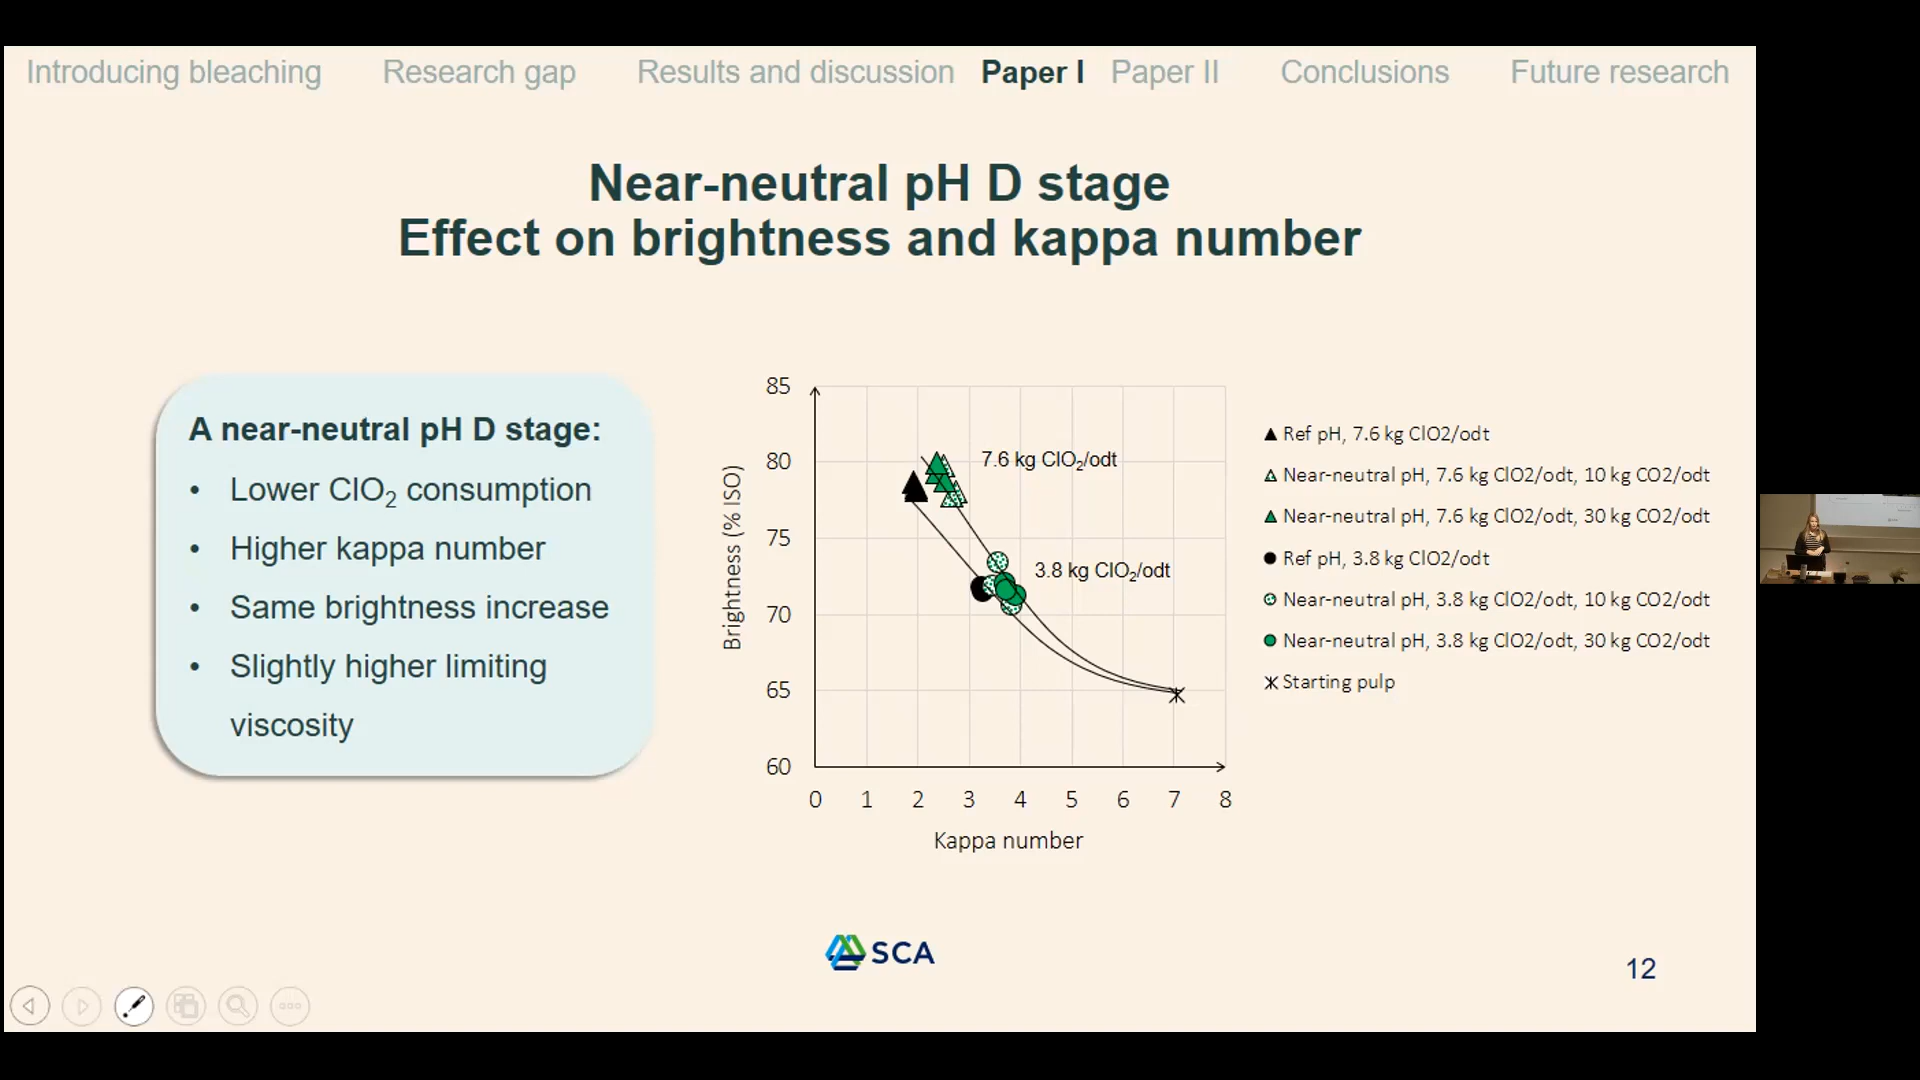 Introducing bleaching Research gap Results and discussion Paper I Paper II Conclusions Future research
Near-neutral pH D stage
Effect on brightness and kappa number
A near-neutral pH D stage:
• Lower ClO₂ consumption
• Higher kappa number
• Same brightness increase
• Slightly higher limiting
viscosity
Brightness (% ISO)
85
80
75
70
65
60
0 1 2 3 4 5 6 7 8
Kappa number
7.6 kg ClO₂/odt
3.8 kg ClO₂/odt
Ref pH, 7.6 kg ClO2/odt
Near-neutral pH, 7.6 kg ClO2/odt, 10 kg CO2/odt
Near-neutral pH, 7.6 kg ClO2/odt, 30 kg CO2/odt
Ref pH, 3.8 kg ClO2/odt
Near-neutral pH, 3.8 kg ClO2/odt, 10 kg CO2/odt
Near-neutral pH, 3.8 kg ClO2/odt, 30 kg CO2/odt
Starting pulp
SCA
12